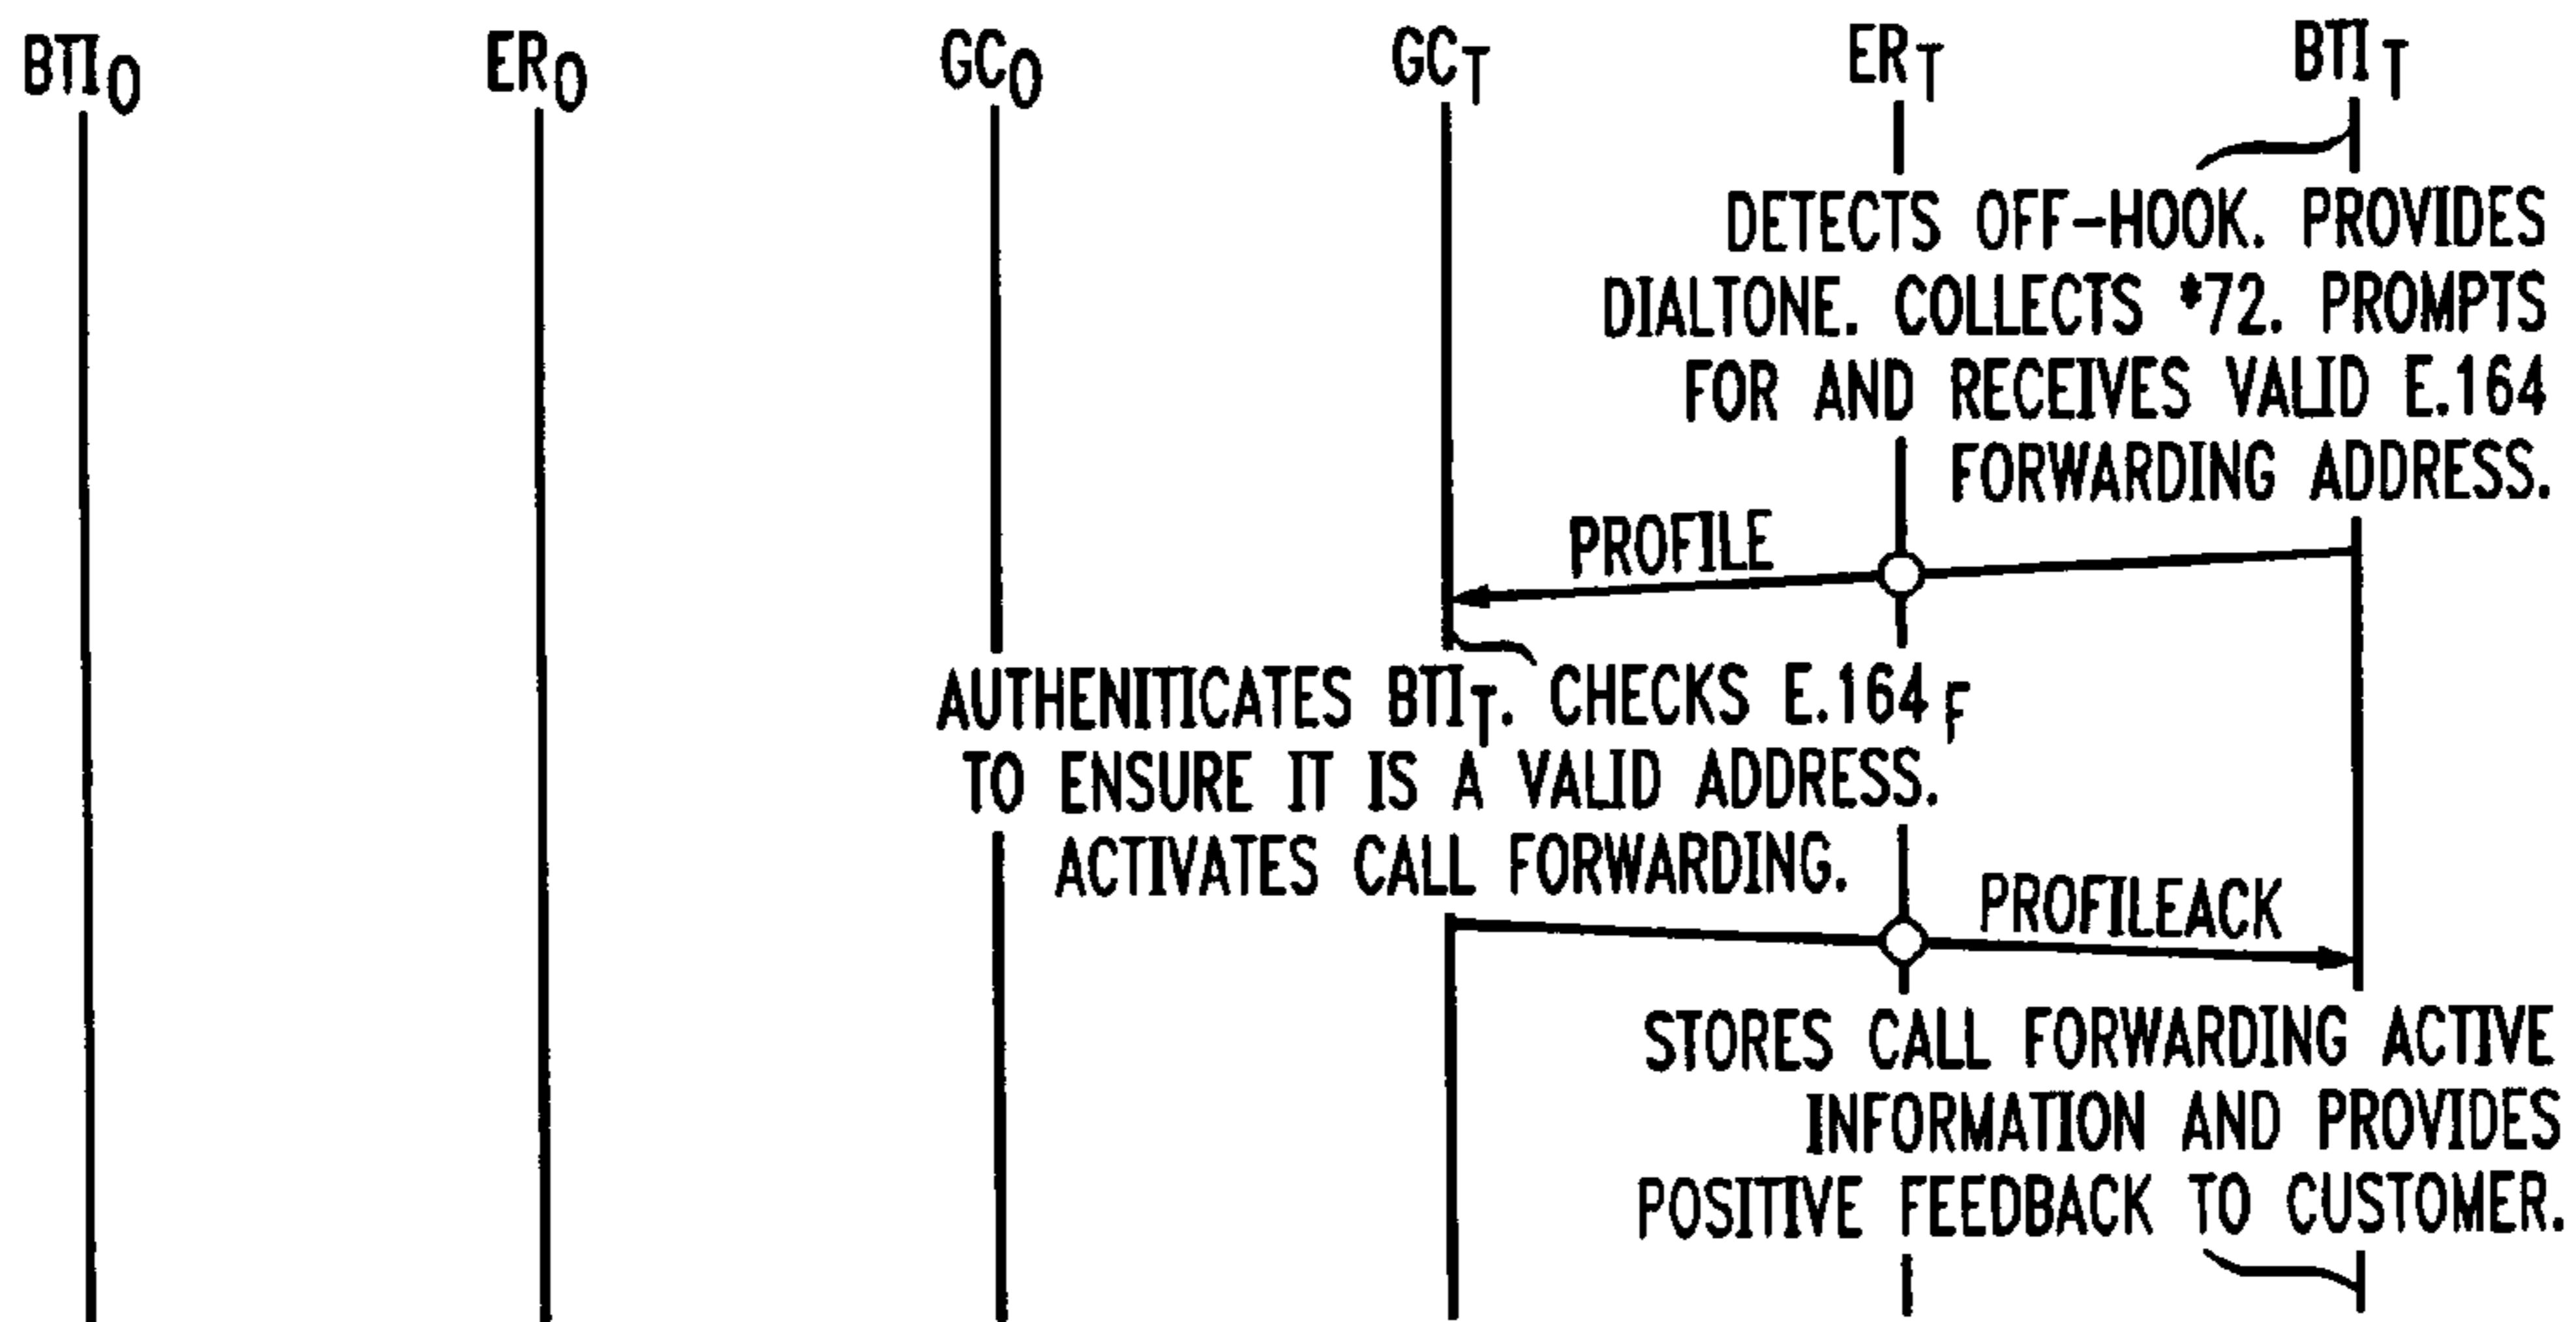 BTIO ERO GCO GCT ERT BTIT
DETECTS OFF-HOOK. PROVIDES
DIALTONE. COLLECTS *72. PROMPTS
FOR AND RECEIVES VALID E.164
FORWARDING ADDRESS.
PROFILE
AUTHENITICATES BTIT. CHECKS E.164F
TO ENSURE IT IS A VALID ADDRESS.
ACTIVATES CALL FORWARDING.
PROFILEACK
STORES CALL FORWARDING ACTIVE
INFORMATION AND PROVIDES
POSITIVE FEEDBACK TO CUSTOMER.